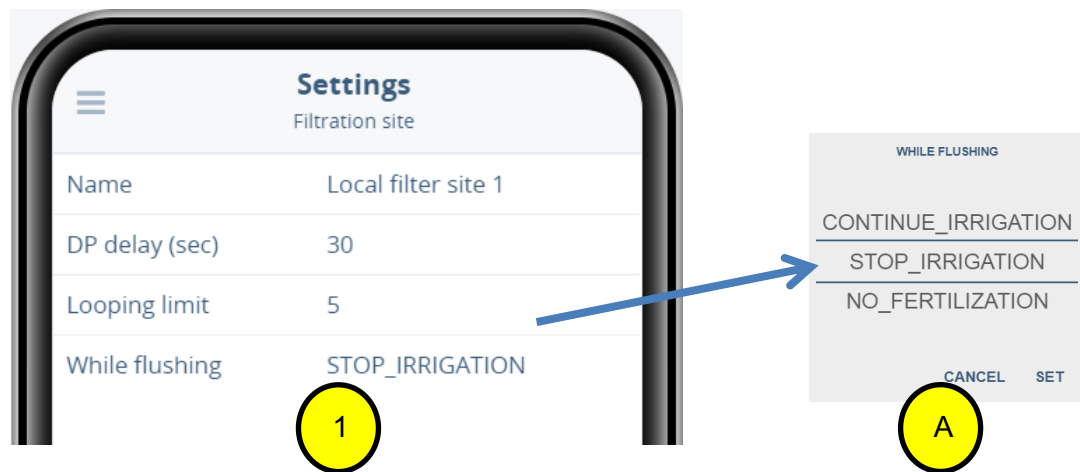 Settings
Filtration site
Name Local filter site 1
DP delay (sec) 30
Looping limit 5
While flushing STOP_IRRIGATION
1
WHILE FLUSHING
CONTINUE_IRRIGATION
STOP_IRRIGATION
NO_FERTILIZATION
CANCEL SET
A